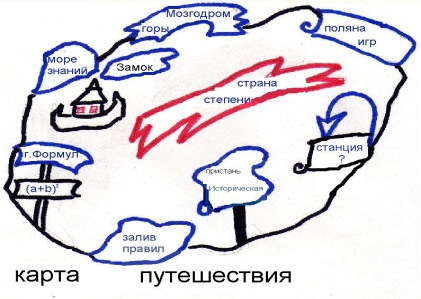 Мозгодром
горы
поляна
игр
море
знаний
Замок
страна
степени
г.Формул
(a+b)²
станция
?
пристань
Историческая
залив
правил
карта путешествия